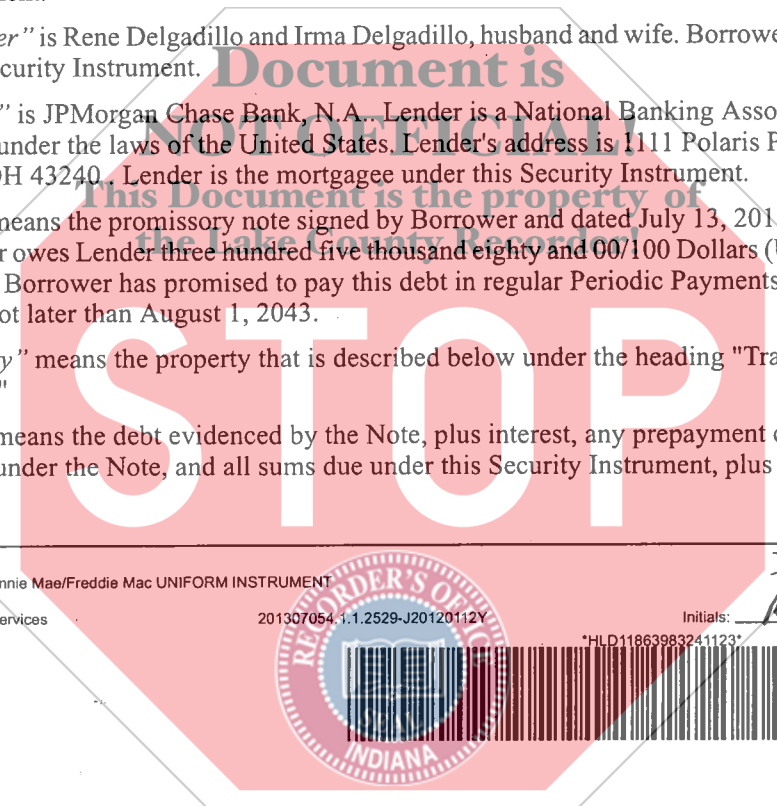 er" is Rene Delgadillo and Irma Delgadillo, husband and wife. Borrowe
curity Instrument.
Document is
" is JPMorgan Chase Bank, N.A.. Lender is a National Banking Asso
NOT OFFICIAL!
under the laws of the United States. Lender's address is 1111 Polaris P
OH 43240 . Lender is the mortgagee under this Security Instrument.
This Document is the property of
means the promissory note signed by Borrower and dated July 13, 201
the Lake County Recorder!
r owes Lender three hundred five thousand eighty and 00/100 Dollars (U
Borrower has promised to pay this debt in regular Periodic Payments
ot later than August 1, 2043.
y" means the property that is described below under the heading "Tra
"
STOP
means the debt evidenced by the Note, plus interest, any prepayment c
under the Note, and all sums due under this Security Instrument, plus
nnie Mae/Freddie Mac UNIFORM INSTRUMENT
ervices
201307054.1.1.2529-J20120112Y
Initials:
*HLD11863983241123*
RECORDER'S OFFICE
SEAL
INDIANA